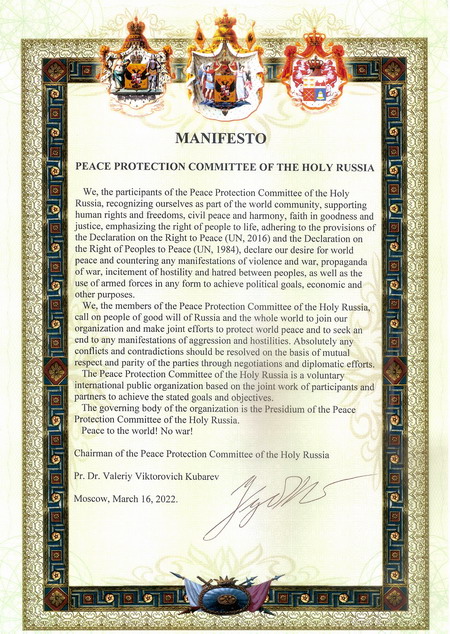 MANIFESTO
PEACE PROTECTION COMMITTEE OF THE HOLY RUSSIA
We, the participants of the Peace Protection Committee of the Holy
Russia, recognizing ourselves as part of the world community, supporting
human rights and freedoms, civil peace and harmony, faith in goodness and
justice, emphasizing the right of people to life, adhering to the provisions of
the Declaration on the Right to Peace (UN, 2016) and the Declaration on
the Right of Peoples to Peace (UN, 1984), declare our desire for world
peace and countering any manifestations of violence and war, propaganda
of war, incitement of hostility and hatred between peoples, as well as the
use of armed forces in any form to achieve political goals, economic and
other purposes.
We, the members of the Peace Protection Committee of the Holy Russia,
call on people of good will of Russia and the whole world to join our
organization and make joint efforts to protect world peace and to seek an
end to any manifestations of aggression and hostilities. Absolutely any
conflicts and contradictions should be resolved on the basis of mutual
respect and parity of the parties through negotiations and diplomatic efforts.
The Peace Protection Committee of the Holy Russia is a voluntary
international public organization based on the joint work of participants and
partners to achieve the stated goals and objectives.
The governing body of the organization is the Presidium of the Peace
Protection Committee of the Holy Russia.
Peace to the world! No war!
Chairman of the Peace Protection Committee of the Holy Russia
Pr. Dr. Valeriy Viktorovich Kubarev
Moscow, March 16, 2022.